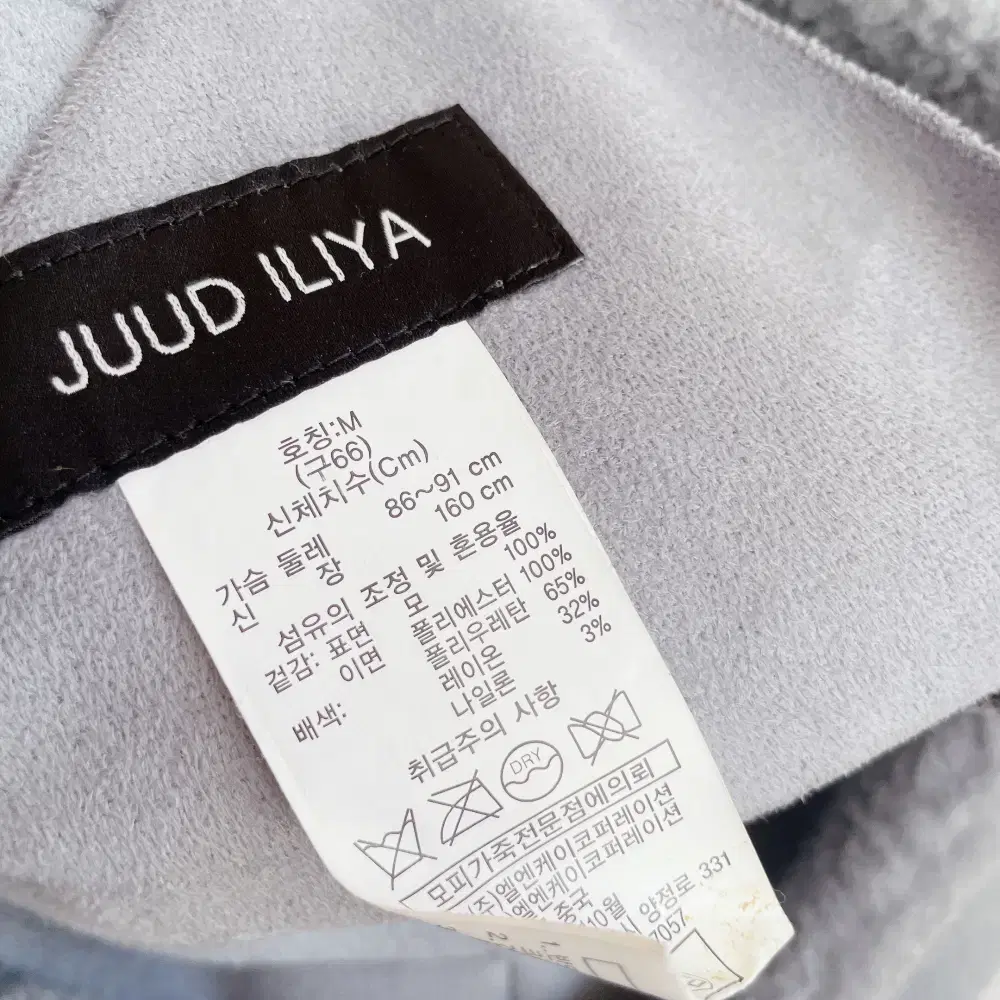 JUUD ILIYA
호칭:M
(구66)
신체치수(Cm)
가슴 둘레 86~91 cm
신 장 160 cm
섬유의 조정 및 혼용율
겉감: 표면 모 100%
이면 폴리에스터 100%
배색: 폴리우레탄 65%
레이온 32%
나일론 3%
취급주의 사항
DRY
모피가죽전문점에의뢰
(주)엘엔케이코퍼레이션
엘엔케이코퍼레이션
중국
10월
양정로 331
7057